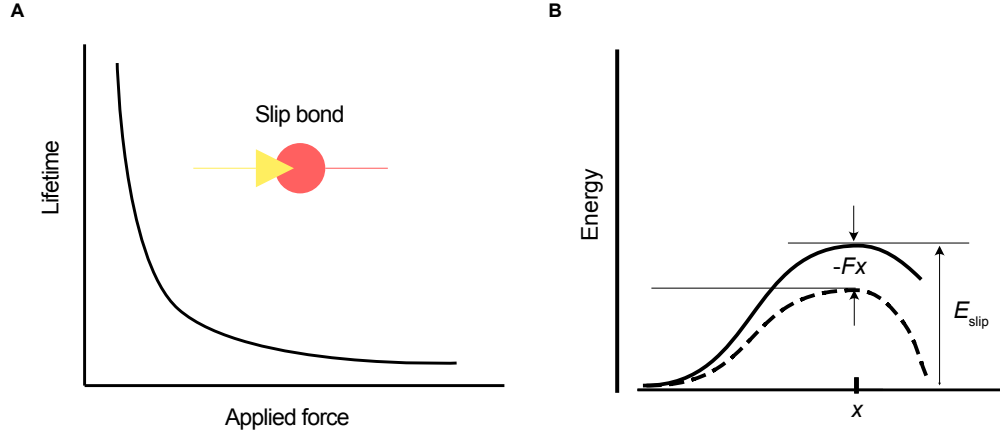 A
Lifetime
Slip bond
Applied force
B
Energy
-Fx
E slip
x